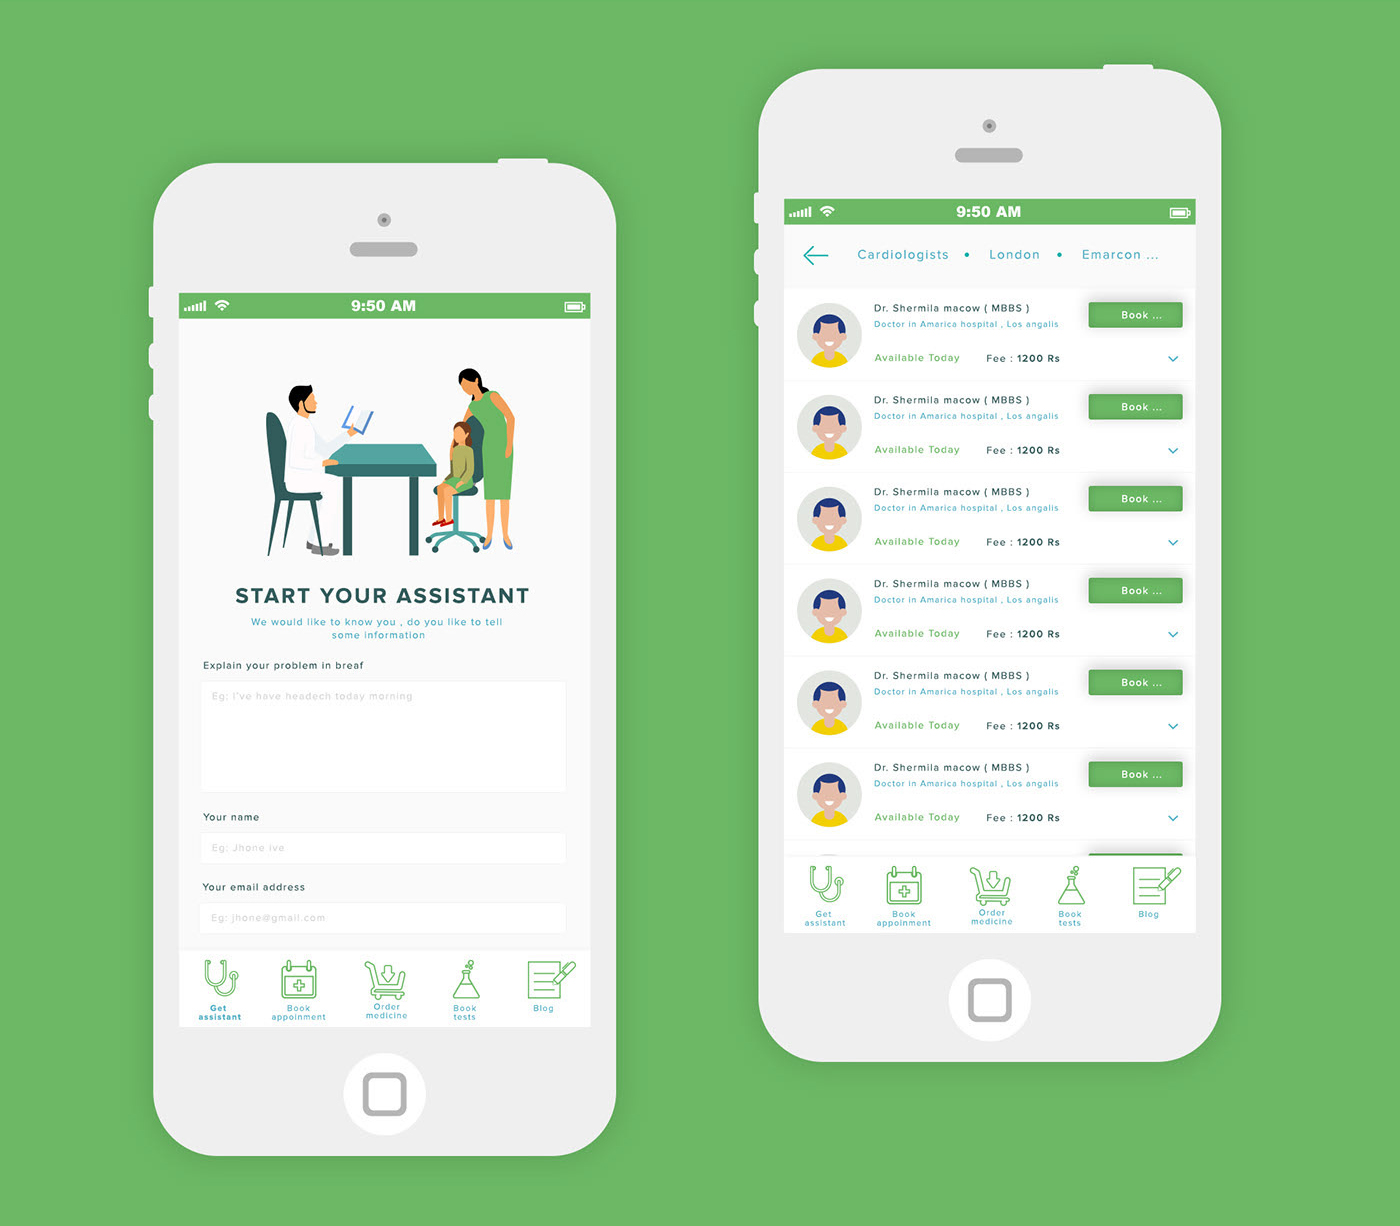 9:50 AM
START YOUR ASSISTANT
We would like to know you , do you like to tell
some information
Explain your problem in breaf
Eg: I've have headech today morning
Your name
Eg: Jhone ive
Your email address
Eg: jhone@gmail.com
Get
assistant
Book
appoinment
Order
medicine
Book
tests
Blog
9:50 AM
Cardiologists • London • Emarcon ...
Dr. Shermila macow ( MBBS )
Book ...
Doctor in Amarica hospital , Los angalis
Available Today Fee : 1200 Rs
Dr. Shermila macow ( MBBS )
Book ...
Doctor in Amarica hospital , Los angalis
Available Today Fee : 1200 Rs
Dr. Shermila macow ( MBBS )
Book ...
Doctor in Amarica hospital , Los angalis
Available Today Fee : 1200 Rs
Dr. Shermila macow ( MBBS )
Book ...
Doctor in Amarica hospital , Los angalis
Available Today Fee : 1200 Rs
Dr. Shermila macow ( MBBS )
Book ...
Doctor in Amarica hospital , Los angalis
Available Today Fee : 1200 Rs
Dr. Shermila macow ( MBBS )
Book ...
Doctor in Amarica hospital , Los angalis
Available Today Fee : 1200 Rs
Get
assistant
Book
appoinment
Order
medicine
Book
tests
Blog